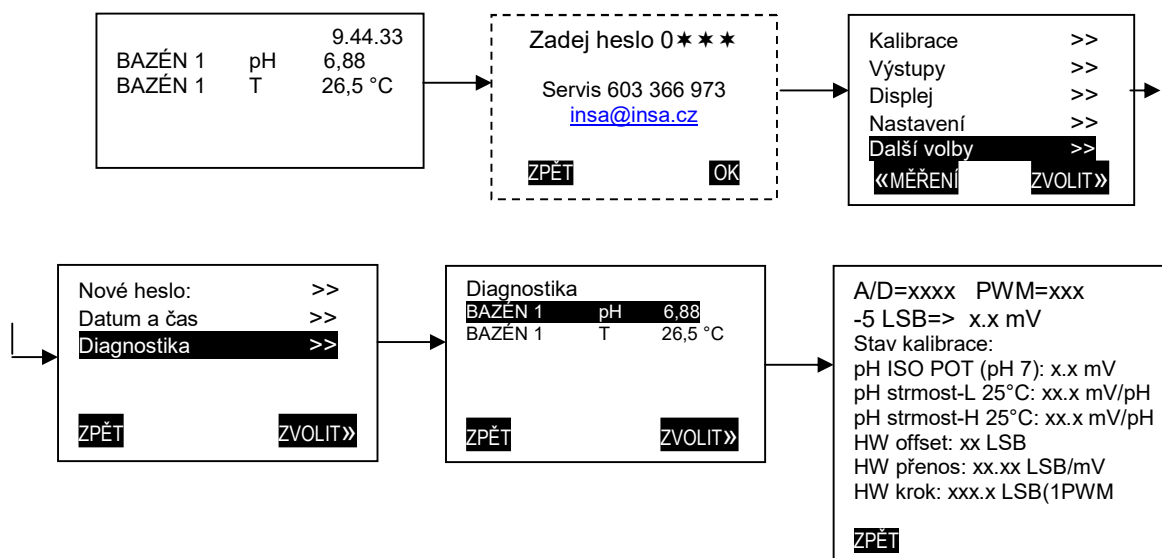 9.44.33
BAZÉN 1 pH 6,88
BAZÉN 1 T 26,5 °C
Zadej heslo 0✶✶✶
Servis 603 366 973
insa@insa.cz
ZPĚT OK
Kalibrace >>
Výstupy >>
Displej >>
Nastavení >>
Další volby >>
«MĚŘENÍ ZVOLIT»
Nové heslo: >>
Datum a čas >>
Diagnostika >>
ZPĚT ZVOLIT»
Diagnostika
BAZÉN 1 pH 6,88
BAZÉN 1 T 26,5 °C
ZPĚT ZVOLIT»
A/D=xxxx PWM=xxx
-5 LSB=> x.x mV
Stav kalibrace:
pH ISO POT (pH 7): x.x mV
pH strmost-L 25°C: xx.x mV/pH
pH strmost-H 25°C: xx.x mV/pH
HW offset: xx LSB
HW přenos: xx.xx LSB/mV
HW krok: xxx.x LSB(1PWM
ZPĚT